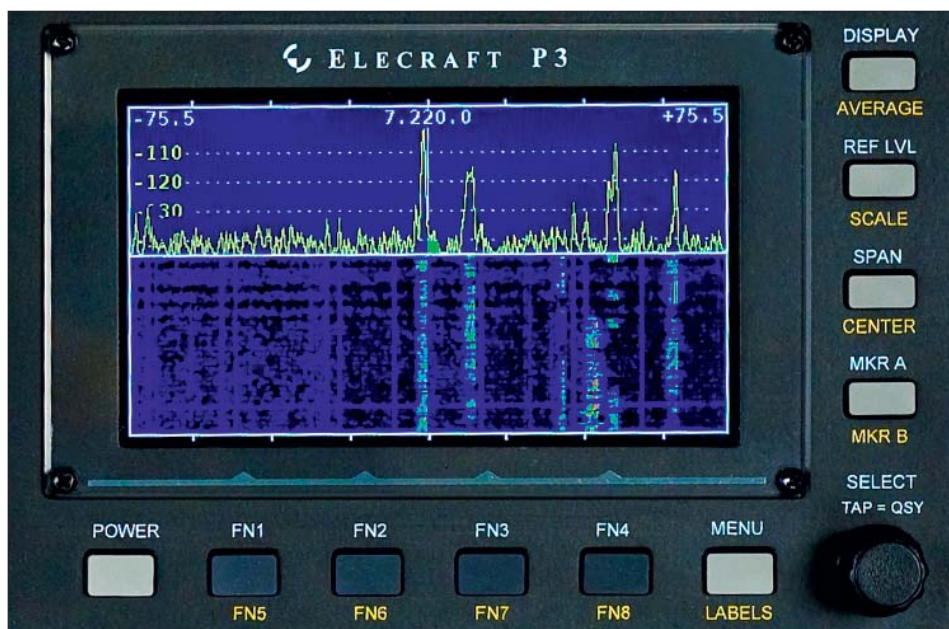 ELECRAFT P3
-75.5 7.220.0 +75.5
-110
-120
30
DISPLAY
AVERAGE
REF LVL
SCALE
SPAN
CENTER
MKR A
MKR B
SELECT
TAP = QSY
POWER FN1 FN2 FN3 FN4 MENU
FN5 FN6 FN7 FN8 LABELS